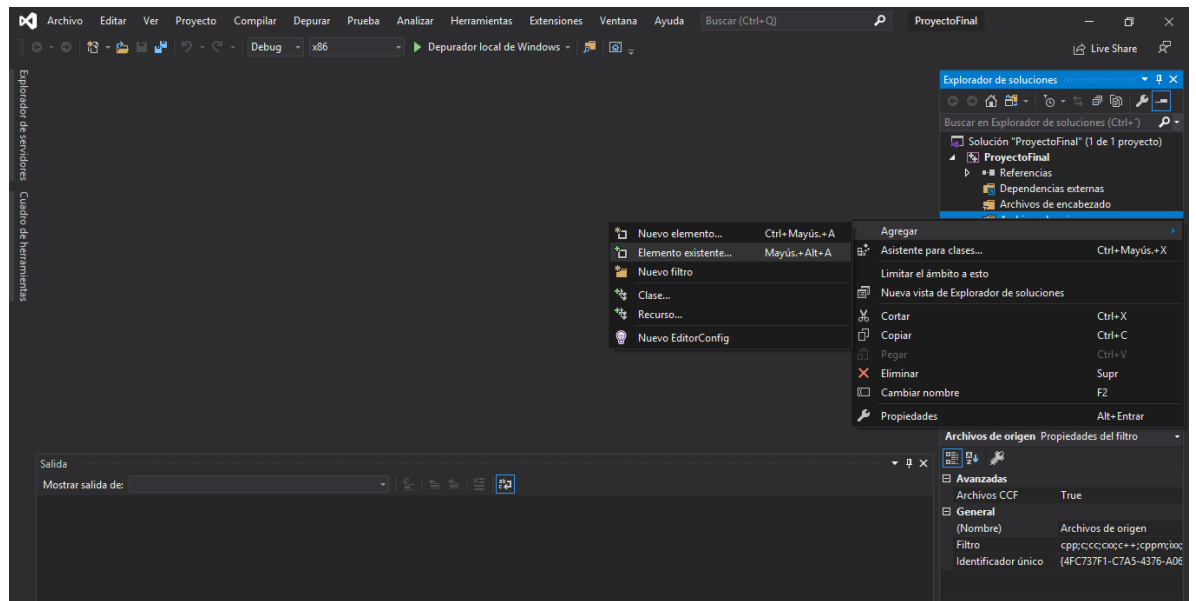 Archivo Editar Ver Proyecto Compilar Depurar Prueba Analizar Herramientas Extensiones Ventana Ayuda Buscar (Ctrl+Q) ProyectoFinal
Debug x86 Depurador local de Windows Live Share
Explorador de servidores
Cuadro de herramientas
Explorador de soluciones
Buscar en Explorador de soluciones (Ctrl+´)
Solución "ProyectoFinal" (1 de 1 proyecto)
ProyectoFinal
Referencias
Dependencias externas
Archivos de encabezado
Nuevo elemento... Ctrl+Mayús.+A
Elemento existente... Mayús.+Alt+A
Nuevo filtro
Clase...
Recurso...
Nuevo EditorConfig
Agregar
Asistente para clases... Ctrl+Mayús.+X
Limitar el ámbito a esto
Nueva vista de Explorador de soluciones
Cortar Ctrl+X
Copiar Ctrl+C
Pegar Ctrl+V
Eliminar Supr
Cambiar nombre F2
Propiedades Alt+Entrar
Archivos de origen Propiedades del filtro
Avanzadas
Archivos CCF True
General
(Nombre) Archivos de origen
Filtro cpp;c;cc;cxx;c++;cppm;ixx;
Identificador único {4FC737F1-C7A5-4376-A06
Salida
Mostrar salida de: